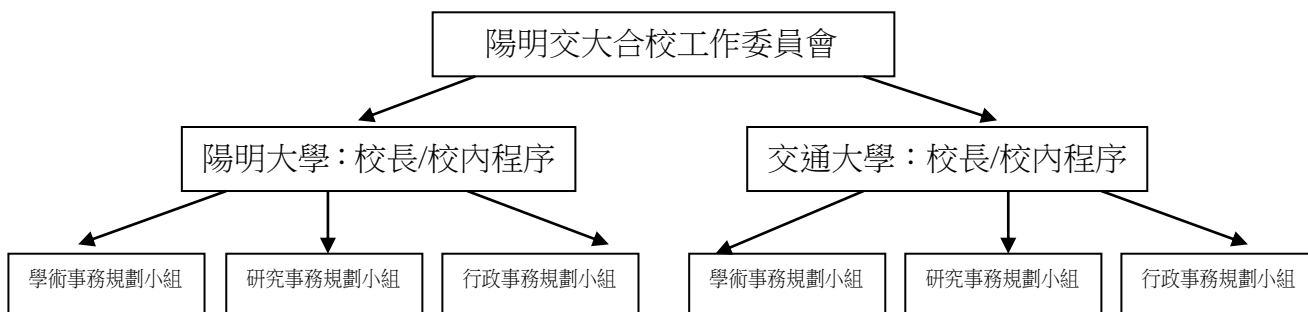 陽明交大合校工作委員會
陽明大學：校長/校內程序
交通大學：校長/校內程序
學術事務規劃小組
研究事務規劃小組
行政事務規劃小組
學術事務規劃小組
研究事務規劃小組
行政事務規劃小組